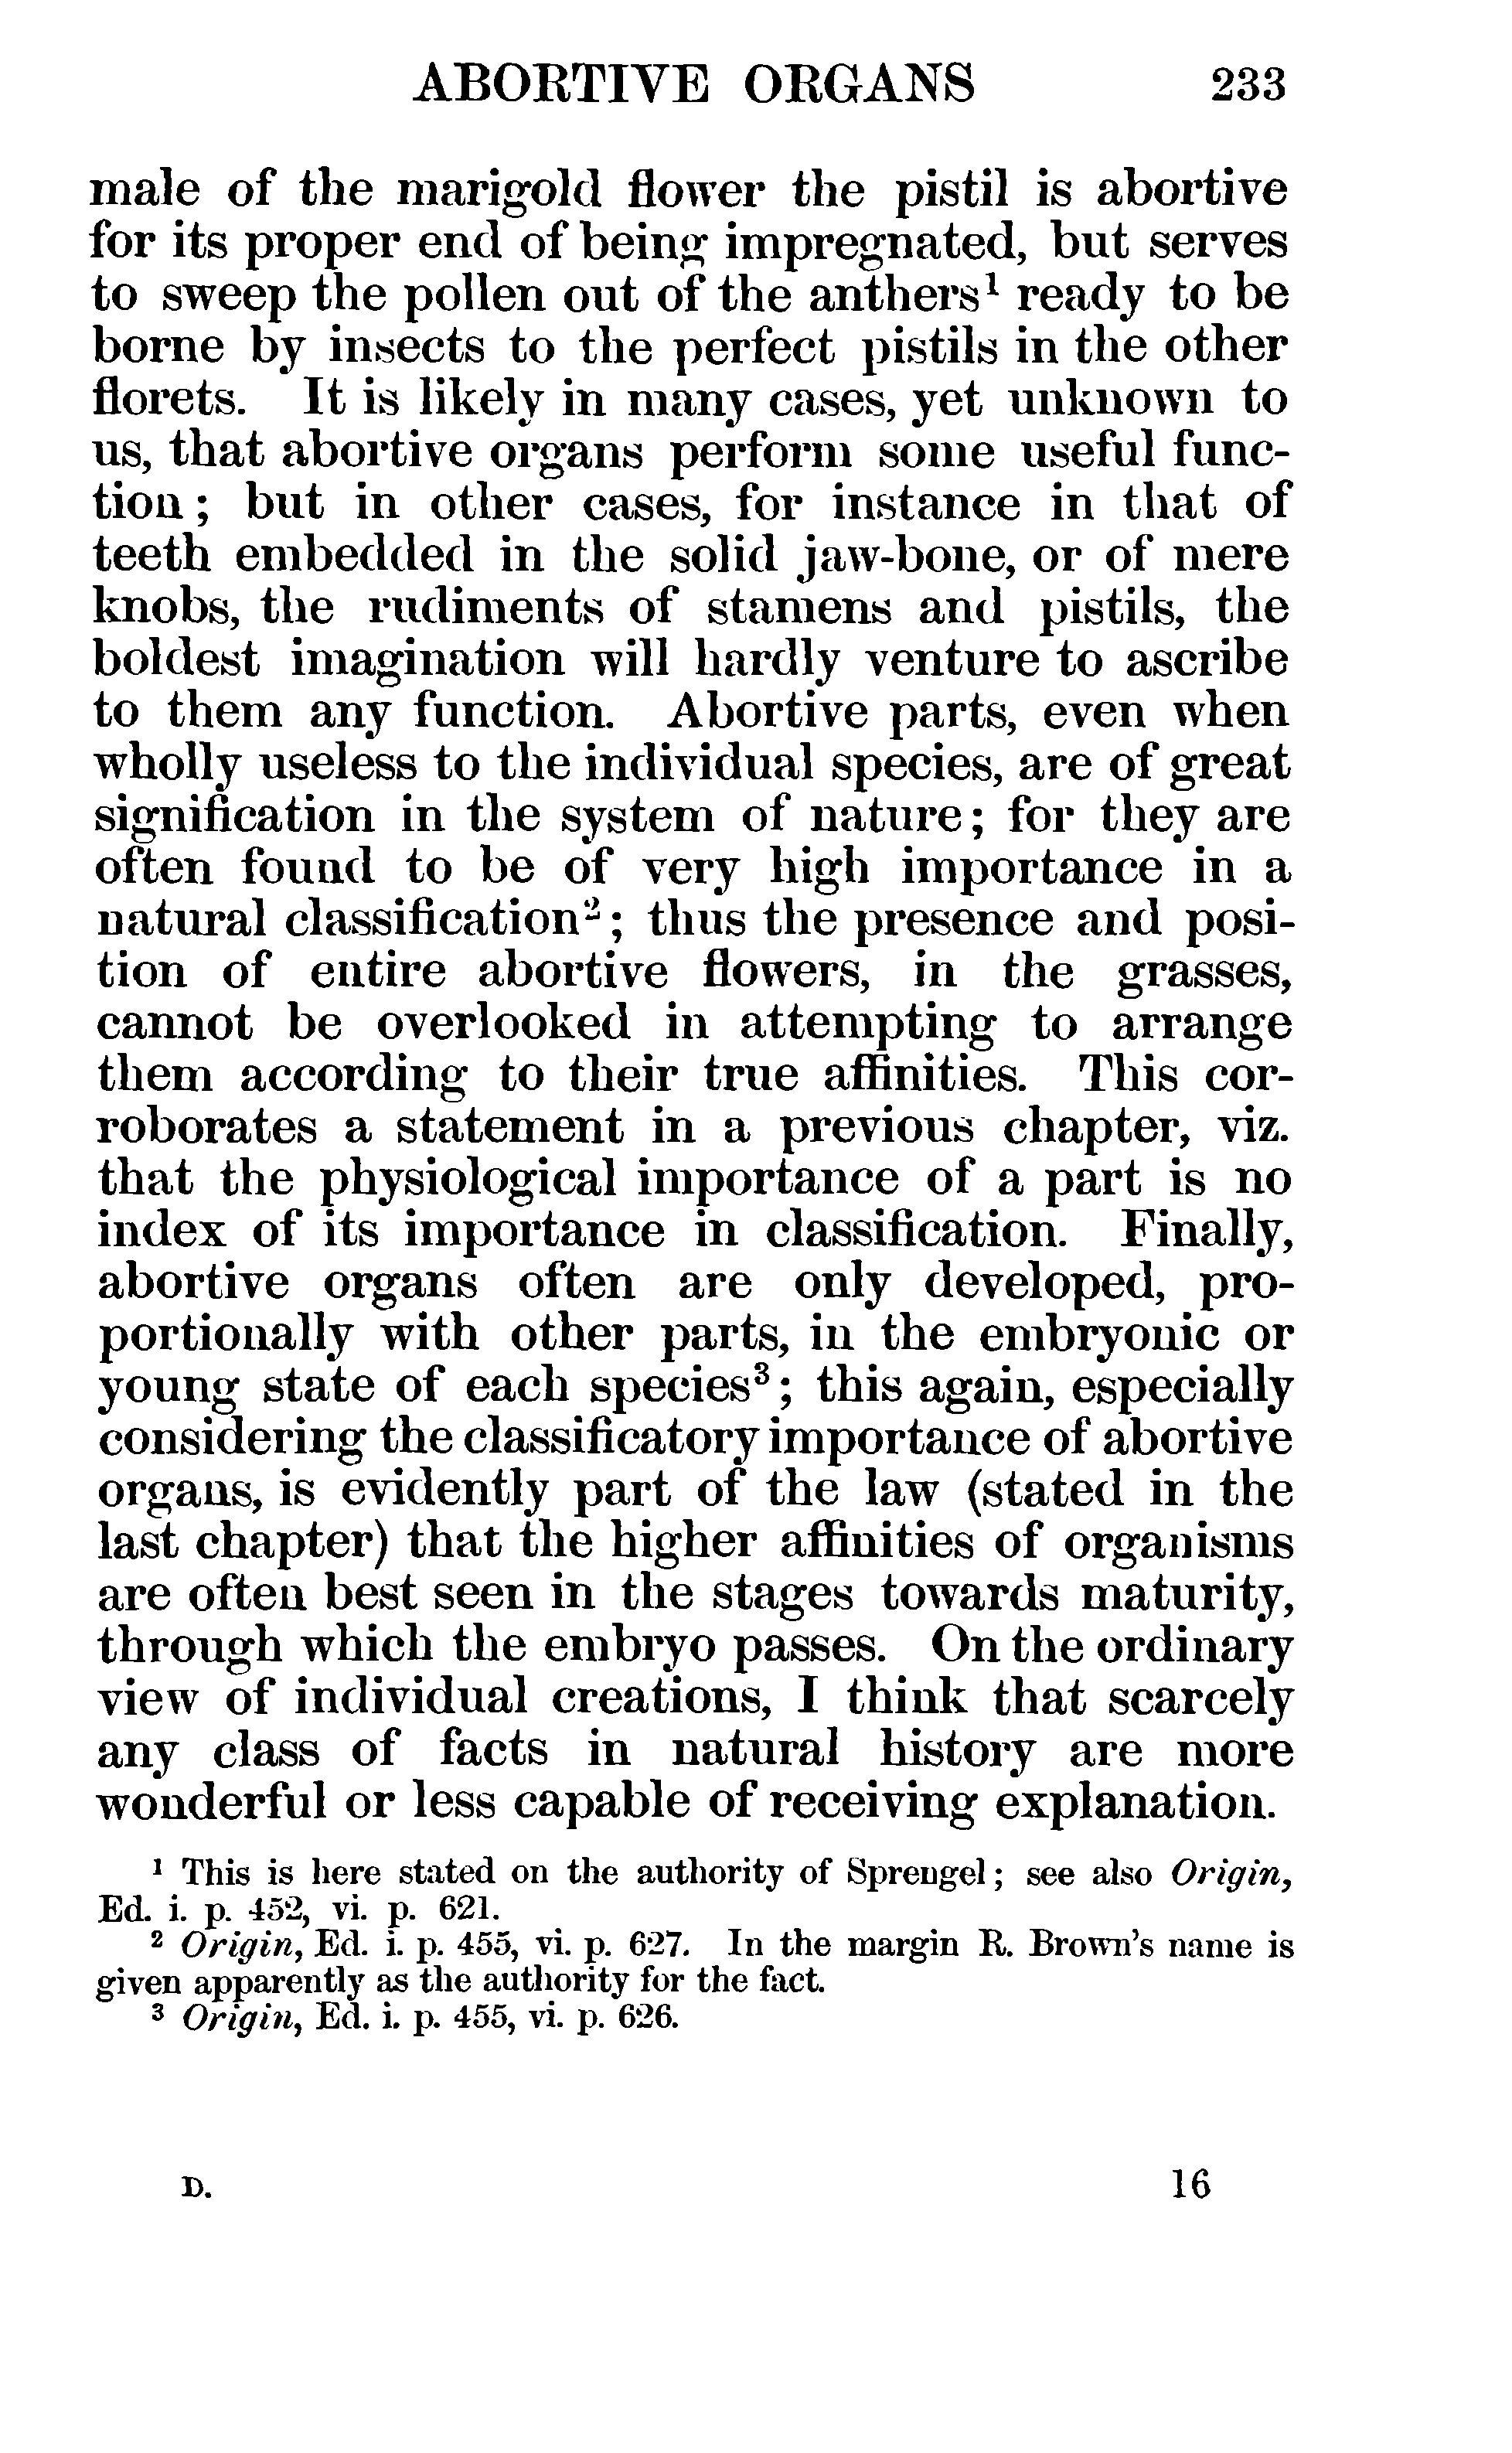 ABORTIVE ORGANS 233
male of the marigold flower the pistil is abortive
for its proper end of being impregnated, but serves
to sweep the pollen out of the anthers¹ ready to be
borne by insects to the perfect pistils in the other
florets. It is likely in many cases, yet unknown to
us, that abortive organs perform some useful func-
tion; but in other cases, for instance in that of
teeth embedded in the solid jaw-bone, or of mere
knobs, the rudiments of stamens and pistils, the
boldest imagination will hardly venture to ascribe
to them any function. Abortive parts, even when
wholly useless to the individual species, are of great
signification in the system of nature; for they are
often found to be of very high importance in a
natural classification²; thus the presence and posi-
tion of entire abortive flowers, in the grasses,
cannot be overlooked in attempting to arrange
them according to their true affinities. This cor-
roborates a statement in a previous chapter, viz.
that the physiological importance of a part is no
index of its importance in classification. Finally,
abortive organs often are only developed, pro-
portionally with other parts, in the embryonic or
young state of each species³; this again, especially
considering the classificatory importance of abortive
organs, is evidently part of the law (stated in the
last chapter) that the higher affinities of organisms
are often best seen in the stages towards maturity,
through which the embryo passes. On the ordinary
view of individual creations, I think that scarcely
any class of facts in natural history are more
wonderful or less capable of receiving explanation.
¹ This is here stated on the authority of Sprengel; see also Origin,
Ed. i. p. 452, vi. p. 621.
² Origin, Ed. i. p. 455, vi. p. 627. In the margin R. Brown's name is
given apparently as the authority for the fact.
³ Origin, Ed. i. p. 455, vi. p. 626.
D. 16